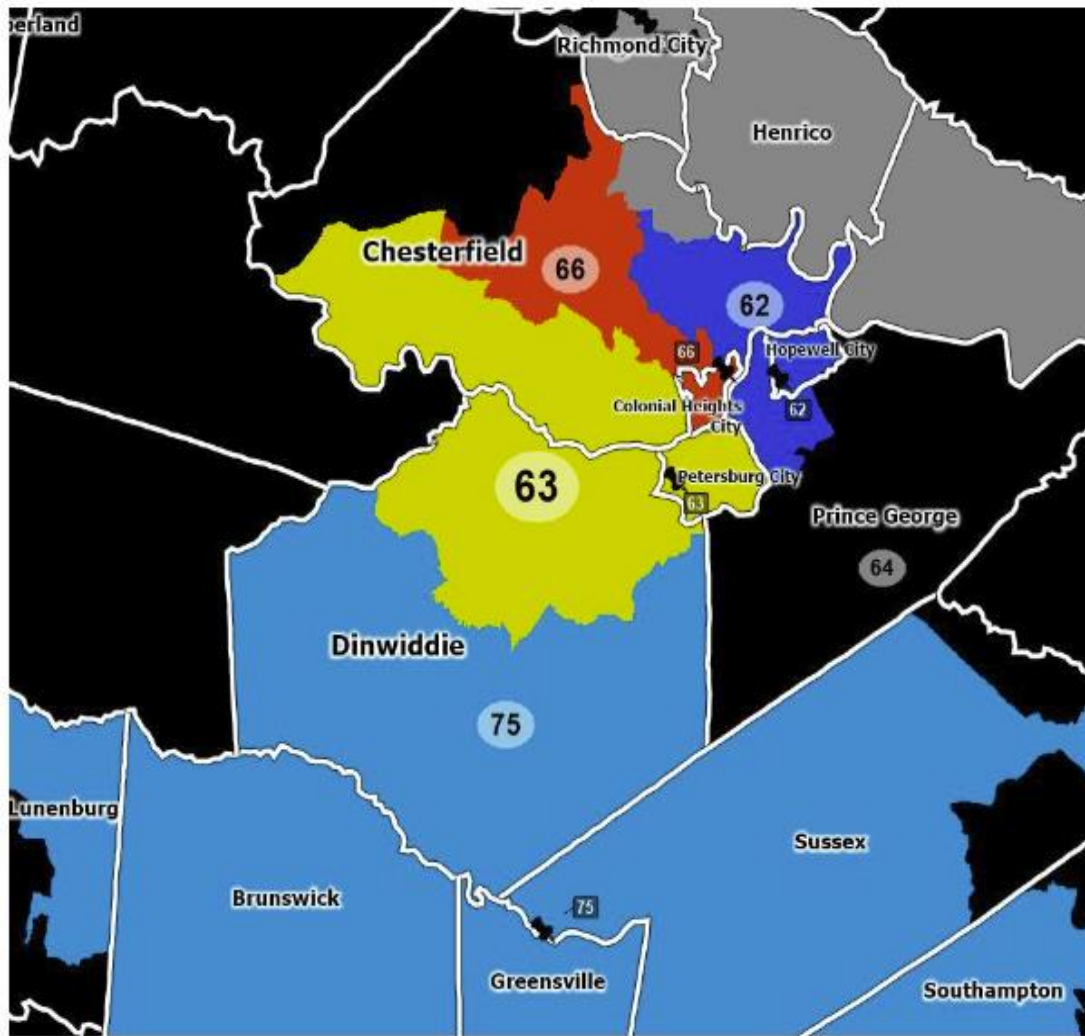 berland
Richmond City
Henrico
Chesterfield
66
62
66
Hopewell City
Colonial Heights
City
62
63
Petersburg City
63
Prince George
64
Dinwiddie
75
Lunenburg
Sussex
Brunswick
75
Greensville
Southampton